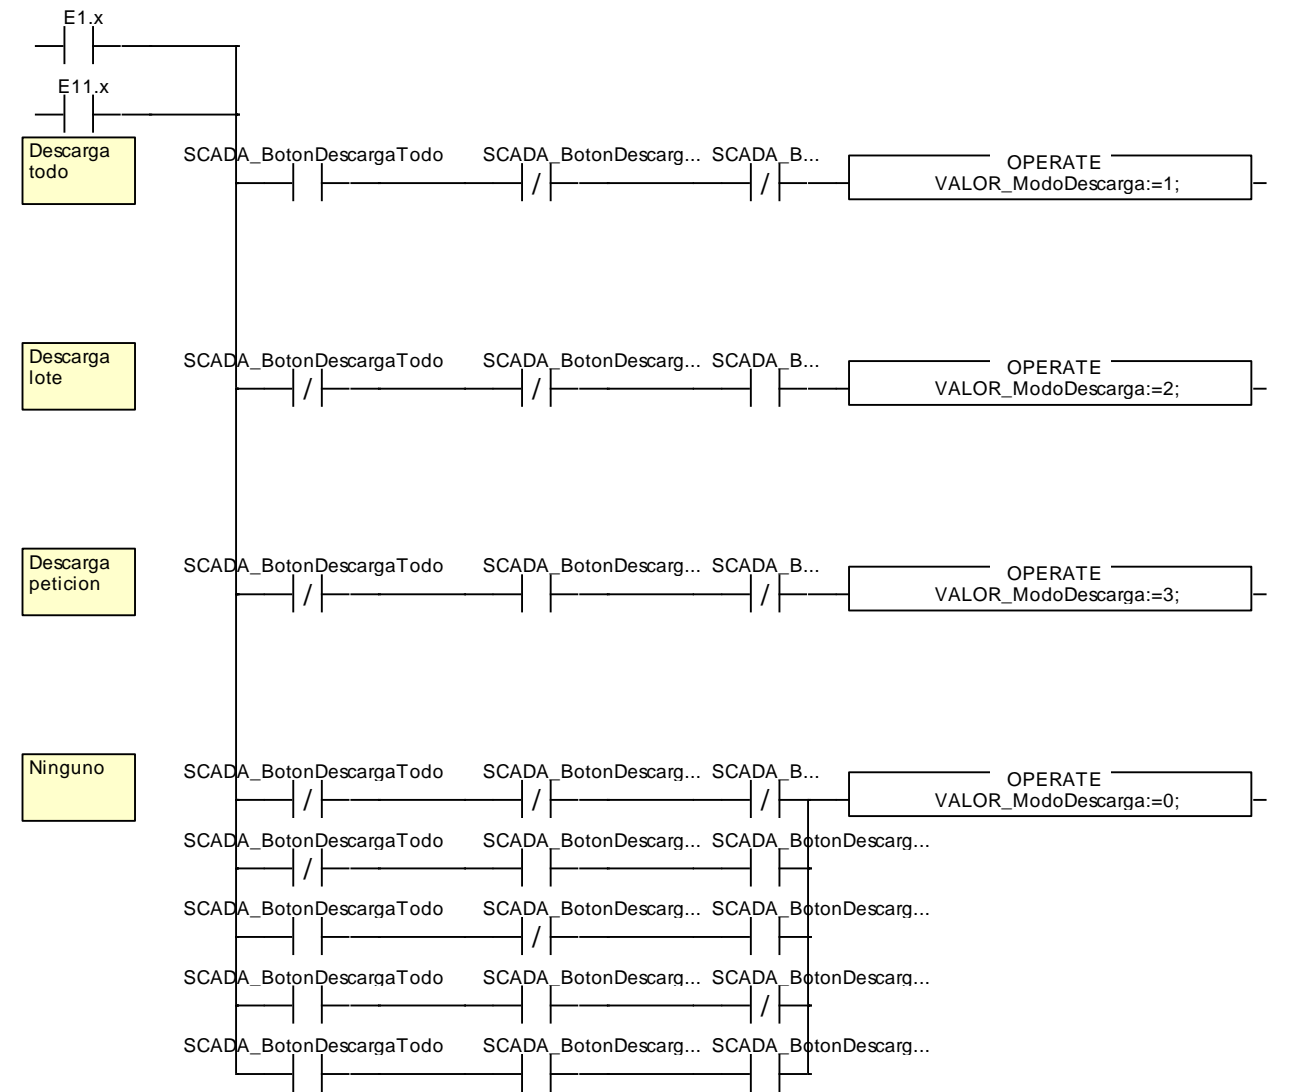 E1.x
E11.x
Descarga
todo
SCADA_BotonDescargaTodo SCADA_BotonDescarg... SCADA_B...
OPERATE
VALOR_ModoDescarga:=1;
Descarga
lote
SCADA_BotonDescargaTodo SCADA_BotonDescarg... SCADA_B...
OPERATE
VALOR_ModoDescarga:=2;
Descarga
peticion
SCADA_BotonDescargaTodo SCADA_BotonDescarg... SCADA_B...
OPERATE
VALOR_ModoDescarga:=3;
Ninguno
SCADA_BotonDescargaTodo SCADA_BotonDescarg... SCADA_B...
OPERATE
VALOR_ModoDescarga:=0;
SCADA_BotonDescargaTodo SCADA_BotonDescarg... SCADA_BotonDescarg...
SCADA_BotonDescargaTodo SCADA_BotonDescarg... SCADA_BotonDescarg...
SCADA_BotonDescargaTodo SCADA_BotonDescarg... SCADA_BotonDescarg...
SCADA_BotonDescargaTodo SCADA_BotonDescarg... SCADA_BotonDescarg...